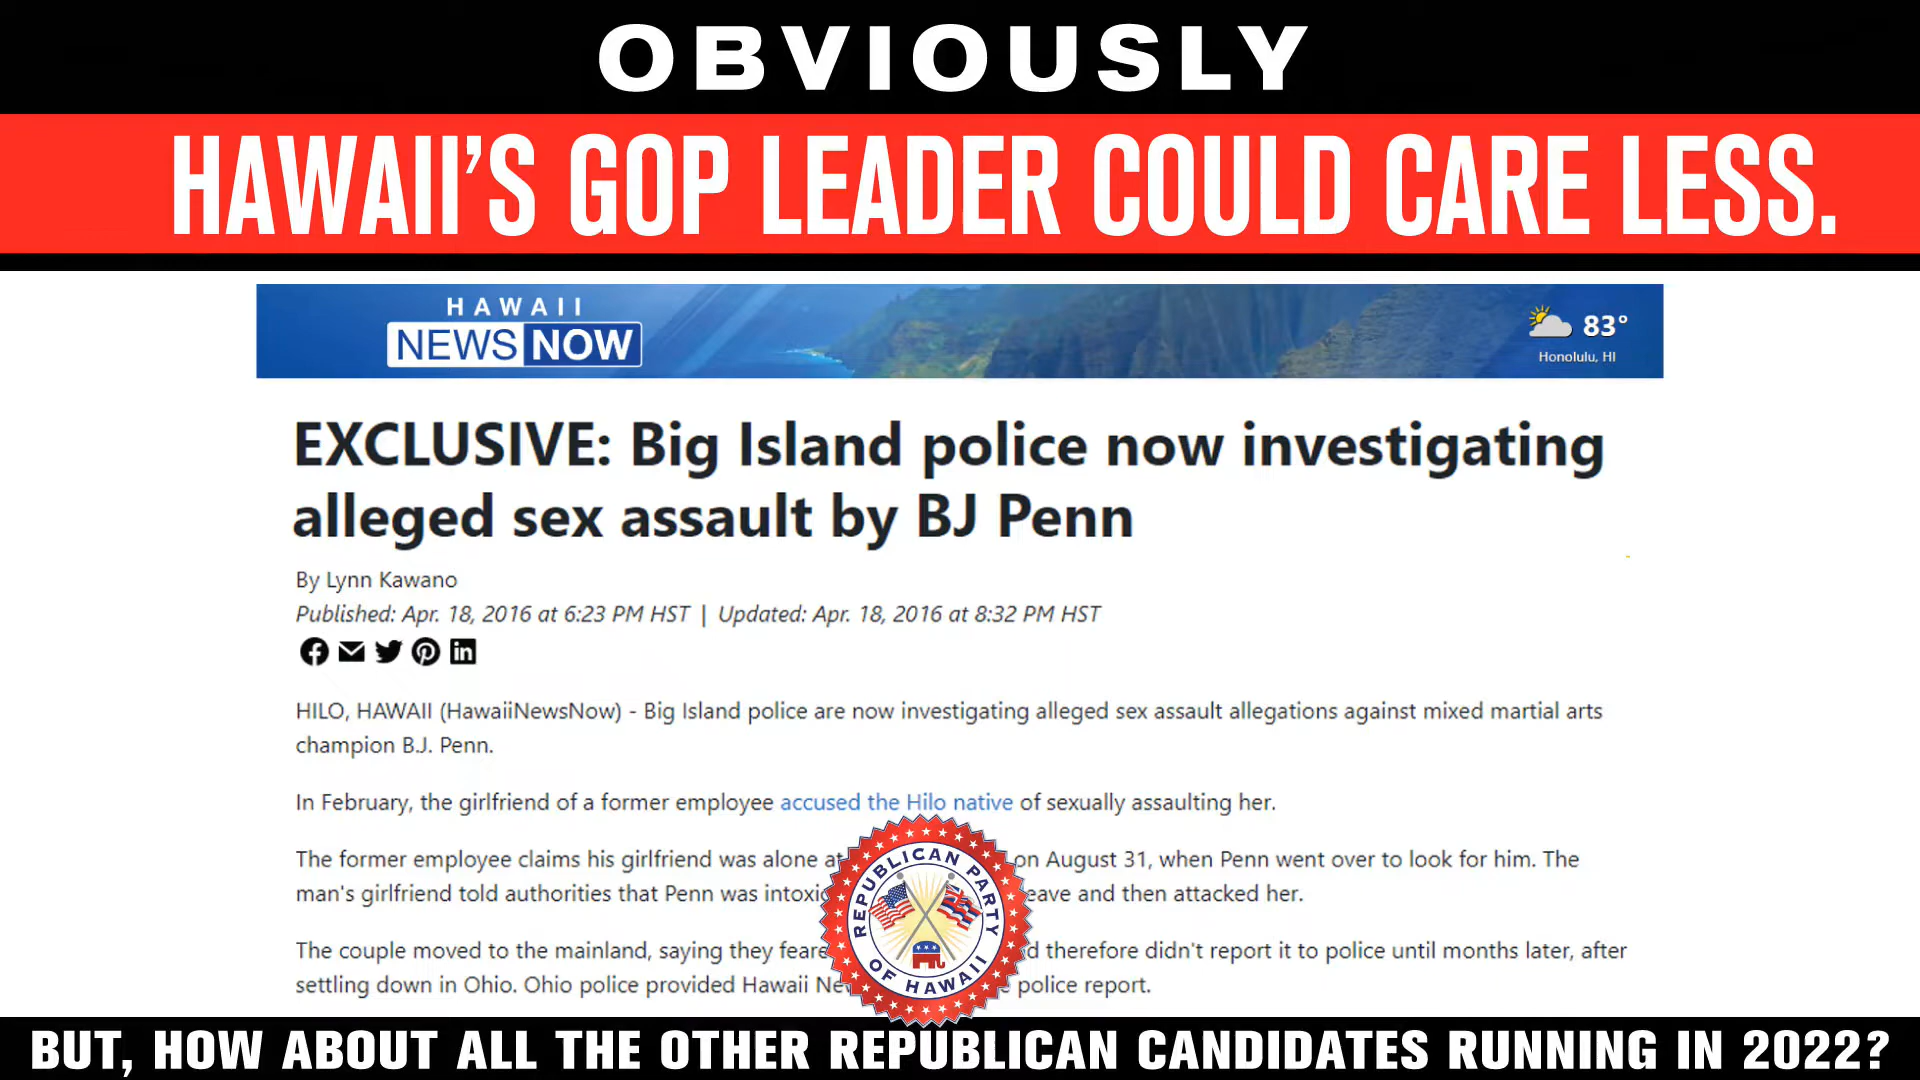 OBVIOUSLY
HAWAII'S GOP LEADER COULD CARE LESS.
HAWAII
NEWS NOW
83°
Honolulu, HI
EXCLUSIVE: Big Island police now investigating
alleged sex assault by BJ Penn
By Lynn Kawano
Published: Apr. 18, 2016 at 6:23 PM HST | Updated: Apr. 18, 2016 at 8:32 PM HST
HILO, HAWAII (HawaiiNewsNow) - Big Island police are now investigating alleged sex assault allegations against mixed martial arts
champion B.J. Penn.
In February, the girlfriend of a former employee accused the Hilo native of sexually assaulting her.
The former employee claims his girlfriend was alone at on August 31, when Penn went over to look for him. The
man's girlfriend told authorities that Penn was and then attacked her.
The couple moved to the mainland, saying they therefore didn't report it to police until months later, after
settling down in Ohio. Ohio police provided Hawaii police report.
REPUBLICAN PARTY
OF HAWAII
BUT, HOW ABOUT ALL THE OTHER REPUBLICAN CANDIDATES RUNNING IN 2022?